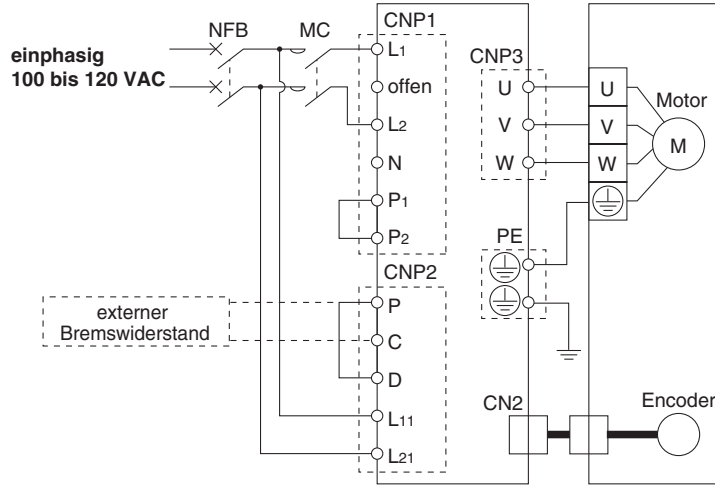 NFB
MC
CNP1
einphasig
100 bis 120 VAC
L1
offen
L2
N
P1
P2
CNP2
externer
Bremswiderstand
P
C
D
L11
L21
CNP3
U
V
W
PE
CN2
U
V
W
Motor
M
Encoder